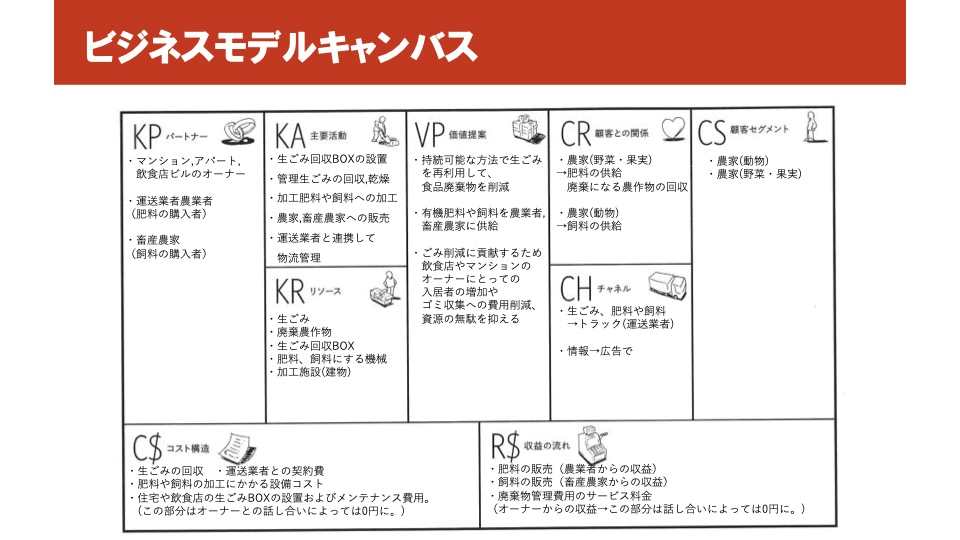 ビジネスモデルキャンバス
KP パートナー
・マンション,アパート,
飲食店ビルのオーナー
・運送業者農業者
(肥料の購入者)
・畜産農家
(飼料の購入者)
KA 主要活動
・生ごみ回収BOXの設置
・管理生ごみの回収,乾燥
・加工肥料や飼料への加工
・農家,畜産農家への販売
・運送業者と連携して
物流管理
KR リソース
・生ごみ
・廃棄農作物
・生ごみ回収BOX
・肥料、飼料にする機械
・加工施設(建物)
VP 価値提案
・持続可能な方法で生ごみ
を再利用して、
食品廃棄物を削減
・有機肥料や飼料を農業者,
畜産農家に供給
・ごみ削減に貢献するため
飲食店やマンションの
オーナーにとっての
入居者の増加や
ゴミ収集への費用削減、
資源の無駄を抑える
CR 顧客との関係
・農家(野菜・果実)
→肥料の供給
廃棄になる農作物の回収
・農家(動物)
→飼料の供給
CH チャネル
・生ごみ、肥料や飼料
→トラック(運送業者)
・情報→広告で
CS 顧客セグメント
・農家(動物)
・農家(野菜・果実)
C$ コスト構造
・生ごみの回収 ・運送業者との契約費
・肥料や飼料の加工にかかる設備コスト
・住宅や飲食店の生ごみBOXの設置およびメンテナンス費用。
(この部分はオーナーとの話し合いによっては0円に。)
R$ 収益の流れ
・肥料の販売（農業者からの収益)
・飼料の販売（畜産農家からの収益)
・廃棄物管理費用のサービス料金
(オーナーからの収益→この部分は話し合いによっては0円に。)